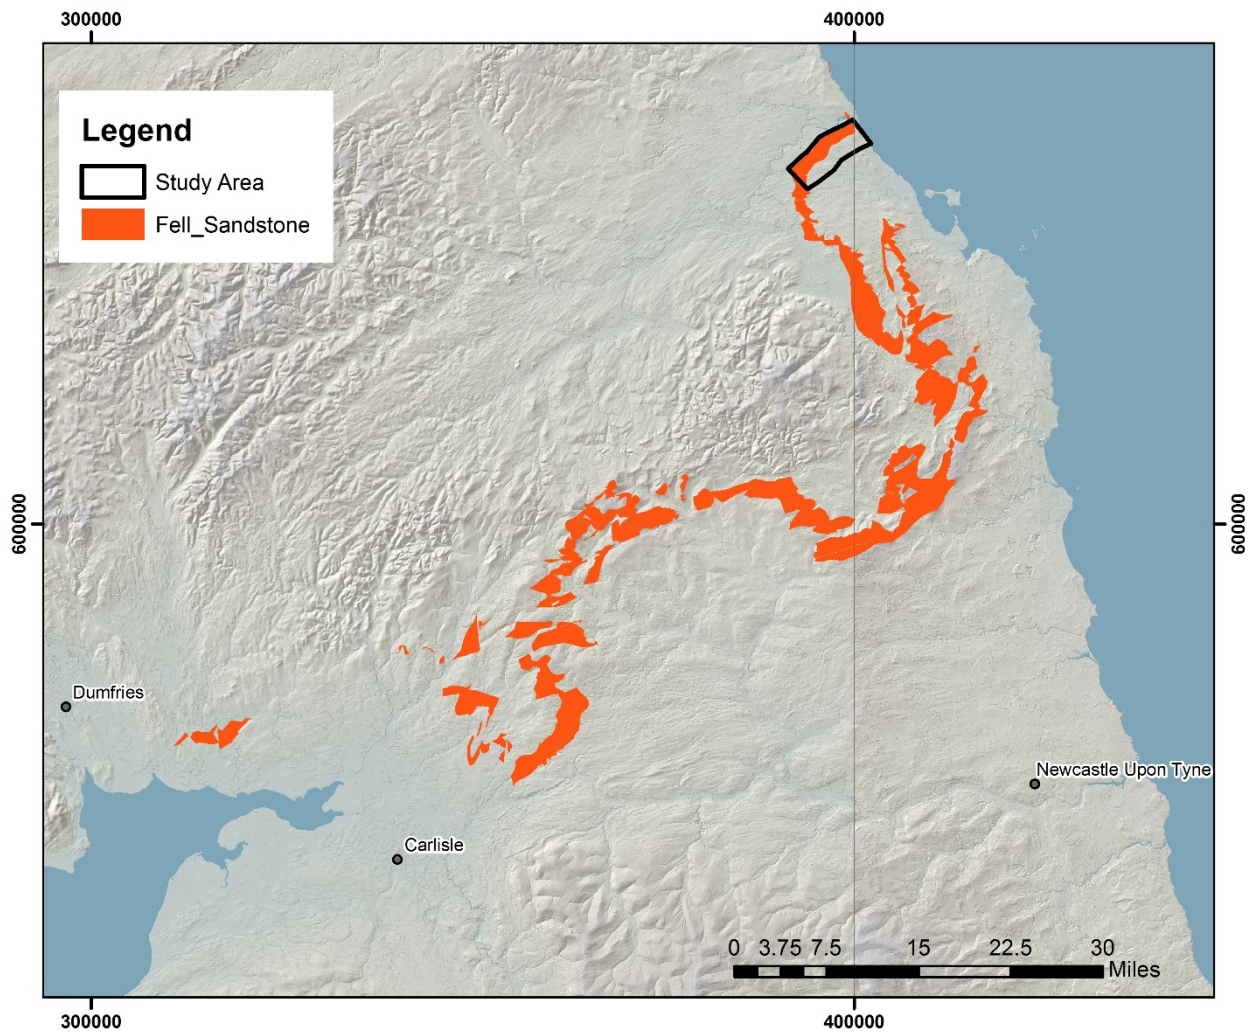 300000 400000
Legend
Study Area
Fell_Sandstone
600000 600000
Dumfries
Newcastle Upon Tyne
Carlisle
0 3.75 7.5 15 22.5 30
Miles
300000 400000